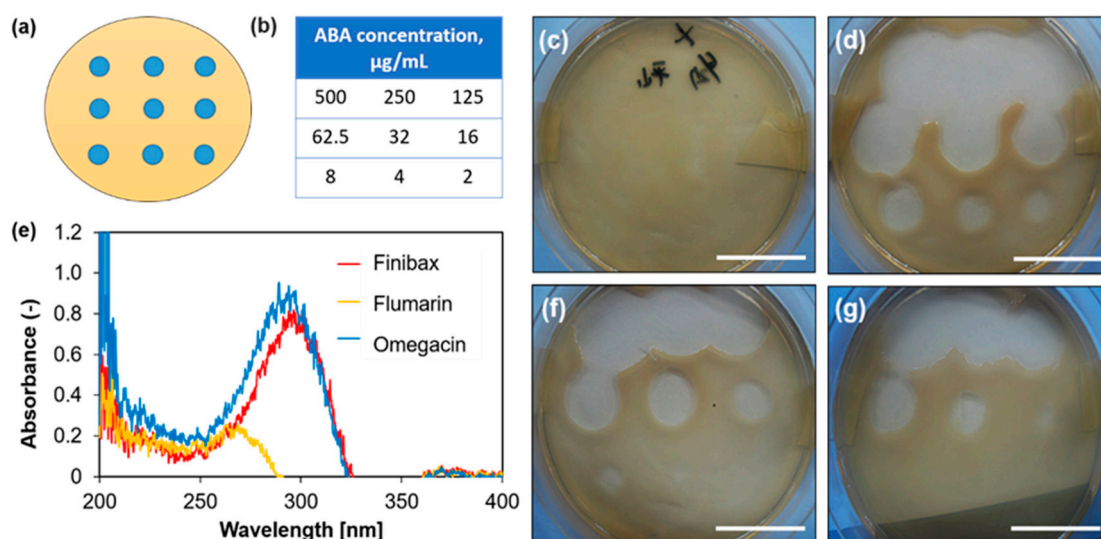 (a)
(b)
ABA concentration,
µg/mL
500 250 125
62.5 32 16
8 4 2
(c)
(d)
(e)
1.2
1.0
0.8
0.6
0.4
0.2
0
Absorbance (-)
Finibax
Flumarin
Omegacin
200 250 300 350 400
Wavelength [nm]
(f)
(g)